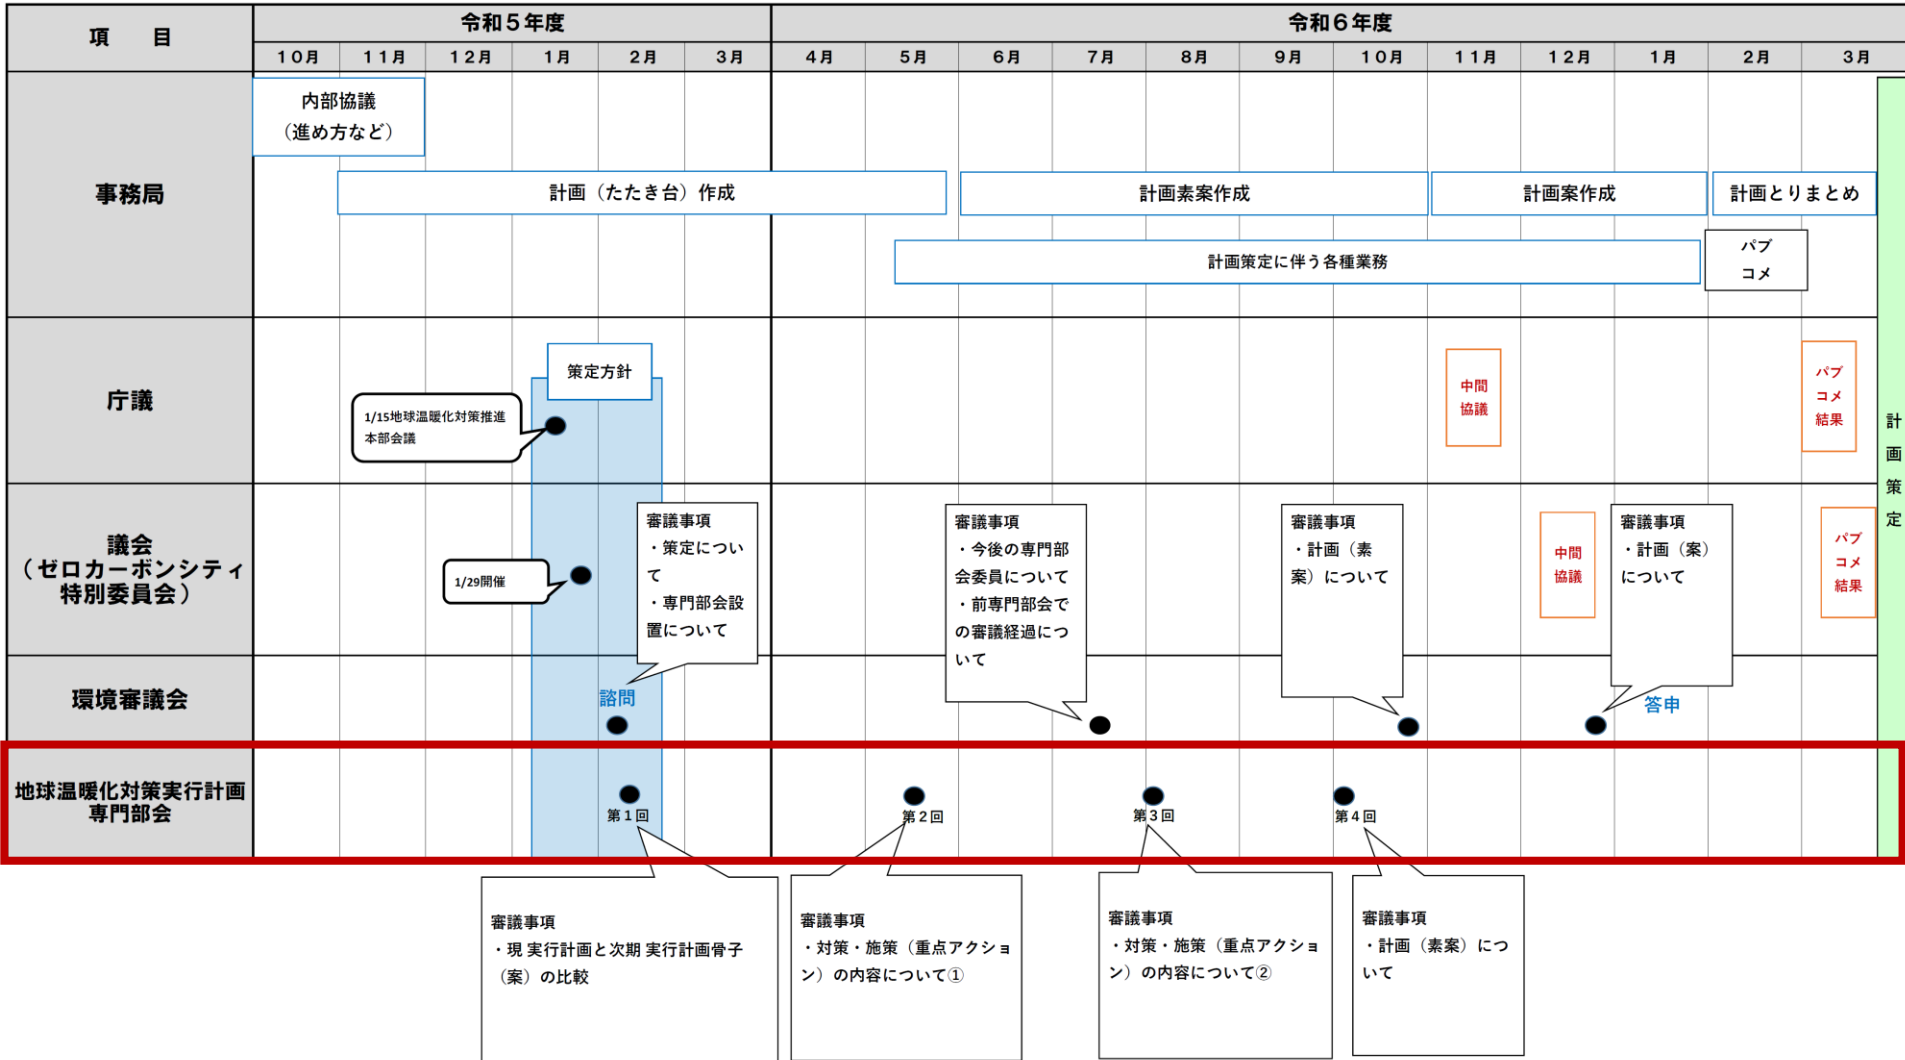 項　目
令和５年度
令和６年度
１０月
１１月
１２月
１月
２月
３月
４月
５月
６月
７月
８月
９月
１０月
１１月
１２月
１月
２月
３月
事務局
内部協議
（進め方など）
計画（たたき台）作成
計画素案作成
計画案作成
計画とりまとめ
計画策定に伴う各種業務
パブ
コメ
計画策定
庁議
策定方針
1/15地球温暖化対策推進
本部会議
中間
協議
パブ
コメ
結果
議会
（ゼロカーボンシティ
特別委員会）
1/29開催
審議事項
・策定につい
て
・専門部会設
置について
審議事項
・今後の専門部
会委員について
・前専門部会で
の審議経過につ
いて
審議事項
・計画（素
案）について
中間
協議
審議事項
・計画（案）
について
パブ
コメ
結果
環境審議会
諮問
答申
地球温暖化対策実行計画
専門部会
第１回
第２回
第３回
第４回
審議事項
・現 実行計画と次期 実行計画骨子
（案）の比較
審議事項
・対策・施策（重点アクショ
ン）の内容について①
審議事項
・対策・施策（重点アクショ
ン）の内容について②
審議事項
・計画（素案）につ
いて